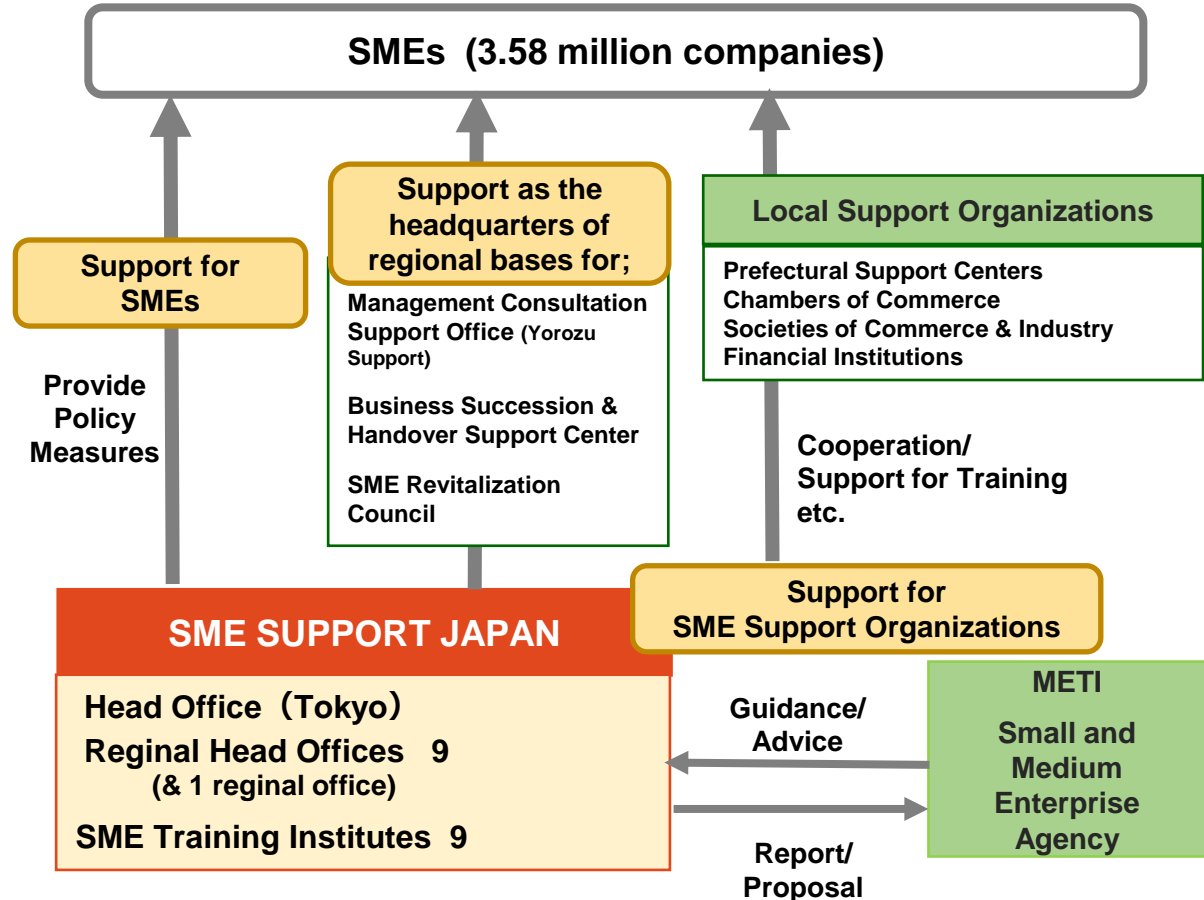 SMEs (3.58 million companies)
Support for
SMEs
Provide
Policy
Measures
Support as the
headquarters of
regional bases for;
Management Consultation
Support Office (Yorozu
Support)
Business Succession &
Handover Support Center
SME Revitalization
Council
Local Support Organizations
Prefectural Support Centers
Chambers of Commerce
Societies of Commerce & Industry
Financial Institutions
Cooperation/
Support for Training
etc.
Support for
SME Support Organizations
SME SUPPORT JAPAN
Head Office（Tokyo）
Reginal Head Offices 9
(& 1 reginal office)
SME Training Institutes 9
Guidance/
Advice
Report/
Proposal
METI
Small and
Medium
Enterprise
Agency